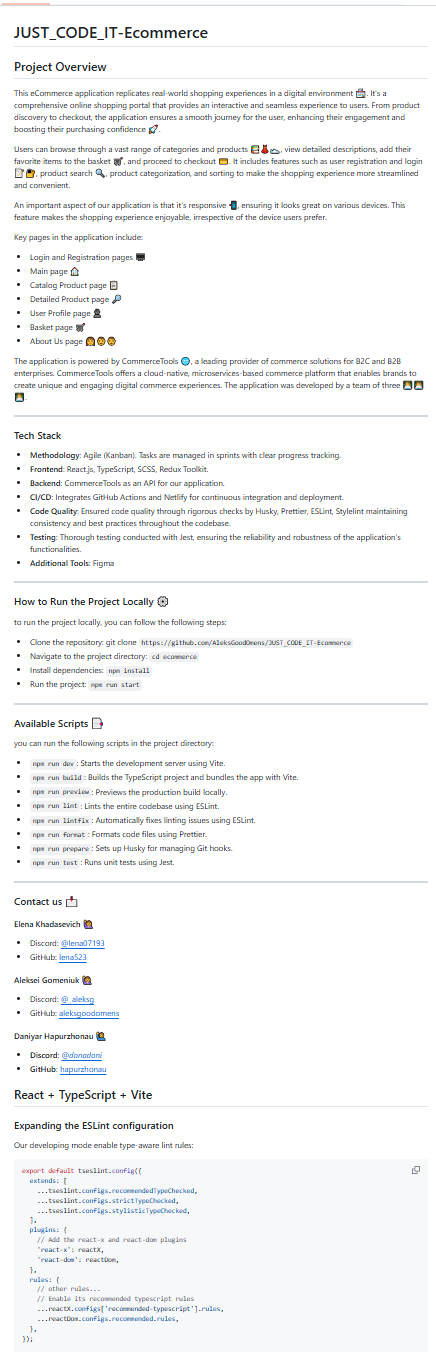 JUST_CODE_IT-Ecommerce
Project Overview
This eCommerce application replicates real-world shopping experiences in a digital environment 🏪. It's a
comprehensive online shopping portal that provides an interactive and seamless experience to users. From product
discovery to checkout, the application ensures a smooth journey for the user, enhancing their engagement and
boosting their purchasing confidence 🚀.
Users can browse through a vast range of categories and products 📗👗👟, view detailed descriptions, add their
favorite items to the basket 🛒, and proceed to checkout 💳. It includes features such as user registration and login
📝🔐, product search 🔍, product categorization, and sorting to make the shopping experience more streamlined
and convenient.
An important aspect of our application is that it's responsive 📲, ensuring it looks great on various devices. This
feature makes the shopping experience enjoyable, irrespective of the device users prefer.
Key pages in the application include:
• Login and Registration pages 🖥️
• Main page 🏠
• Catalog Product page 📋
• Detailed Product page 🔎
• User Profile page 👤
• Basket page 🛒
• About Us page 👩👨👨
The application is powered by CommerceTools 🌐, a leading provider of commerce solutions for B2C and B2B
enterprises. CommerceTools offers a cloud-native, microservices-based commerce platform that enables brands to
create unique and engaging digital commerce experiences. The application was developed by a team of three 👨‍💻👨‍💻
👨‍💻.
Tech Stack
• Methodology: Agile (Kanban). Tasks are managed in sprints with clear progress tracking.
• Frontend: React.js, TypeScript, SCSS, Redux Toolkit.
• Backend: CommerceTools as an API for our application.
• CI/CD: Integrates GitHub Actions and Netlify for continuous integration and deployment.
• Code Quality: Ensured code quality through rigorous checks by Husky, Prettier, ESLint, Stylelint maintaining
consistency and best practices throughout the codebase.
• Testing: Thorough testing conducted with Jest, ensuring the reliability and robustness of the application's
functionalities.
• Additional Tools: Figma
How to Run the Project Locally ⚙️
to run the project locally, you can follow the following steps:
• Clone the repository: git clone https://github.com/AleksGoodOmens/JUST_CODE_IT-Ecommerce
• Navigate to the project directory: cd ecommerce
• Install dependencies: npm install
• Run the project: npm run start
Available Scripts 📑
you can run the following scripts in the project directory:
• npm run dev : Starts the development server using Vite.
• npm run build : Builds the TypeScript project and bundles the app with Vite.
• npm run preview : Previews the production build locally.
• npm run lint : Lints the entire codebase using ESLint.
• npm run lintfix : Automatically fixes linting issues using ESLint.
• npm run format : Formats code files using Prettier.
• npm run prepare : Sets up Husky for managing Git hooks.
• npm run test : Runs unit tests using Jest.
Contact us 📩
Elena Khadasevich 🙋
• Discord: @lena07193
• GitHub: lena523
Aleksei Gomeniuk 🙋
• Discord: @_aleksg
• GitHub: aleksgoodomens
Daniyar Hapurzhonau 🙋
• Discord: @donadoni
• GitHub: hapurzhonau
React + TypeScript + Vite
Expanding the ESLint configuration
Our developing mode enable type-aware lint rules:
export default tseslint.config({
  extends: [
    ...tseslint.configs.recommendedTypeChecked,
    ...tseslint.configs.strictTypeChecked,
    ...tseslint.configs.stylisticTypeChecked,
  ],
  plugins: {
    // Add the react-x and react-dom plugins
    'react-x': reactX,
    'react-dom': reactDom,
  },
  rules: {
    // other rules...
    // Enable its recommended typescript rules
    ...reactX.configs['recommended-typescript'].rules,
    ...reactDom.configs.recommended.rules,
  },
});